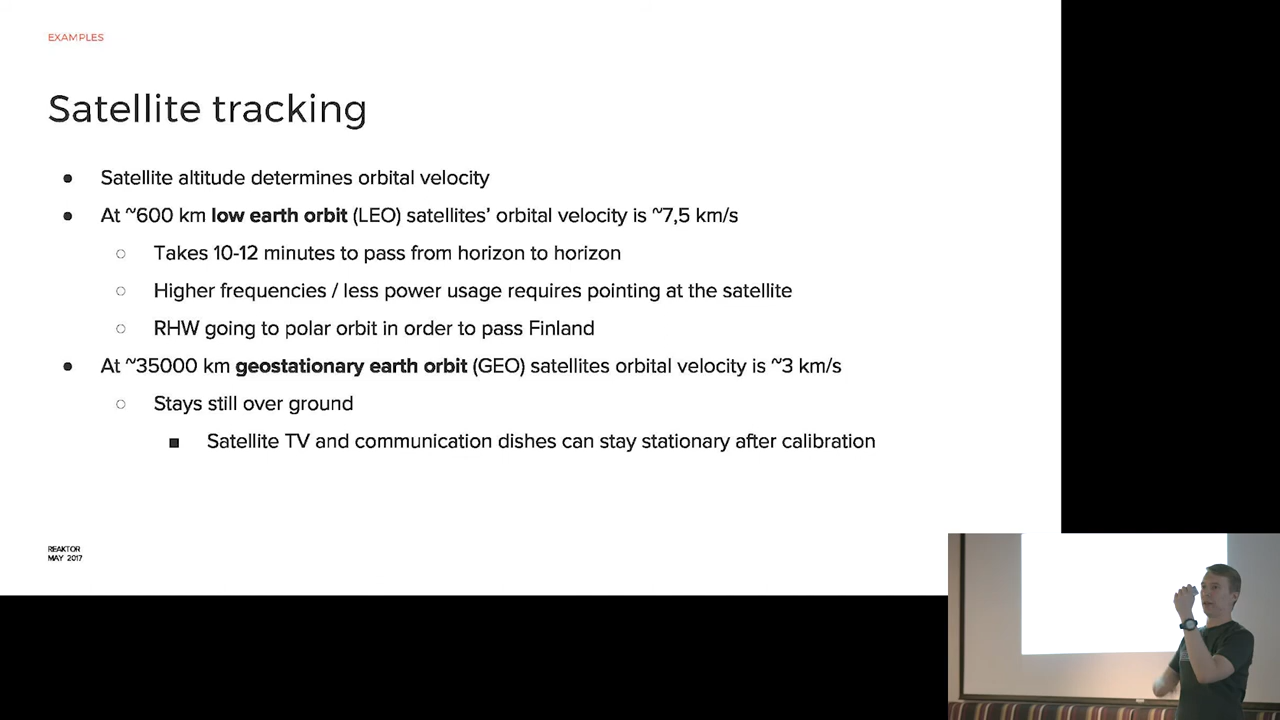 EXAMPLES
Satellite tracking
● Satellite altitude determines orbital velocity
● At ~600 km low earth orbit (LEO) satellites’ orbital velocity is ~7,5 km/s
○ Takes 10-12 minutes to pass from horizon to horizon
○ Higher frequencies / less power usage requires pointing at the satellite
○ RHW going to polar orbit in order to pass Finland
● At ~35000 km geostationary earth orbit (GEO) satellites orbital velocity is ~3 km/s
○ Stays still over ground
■ Satellite TV and communication dishes can stay stationary after calibration
REAKTOR
MAY 2017